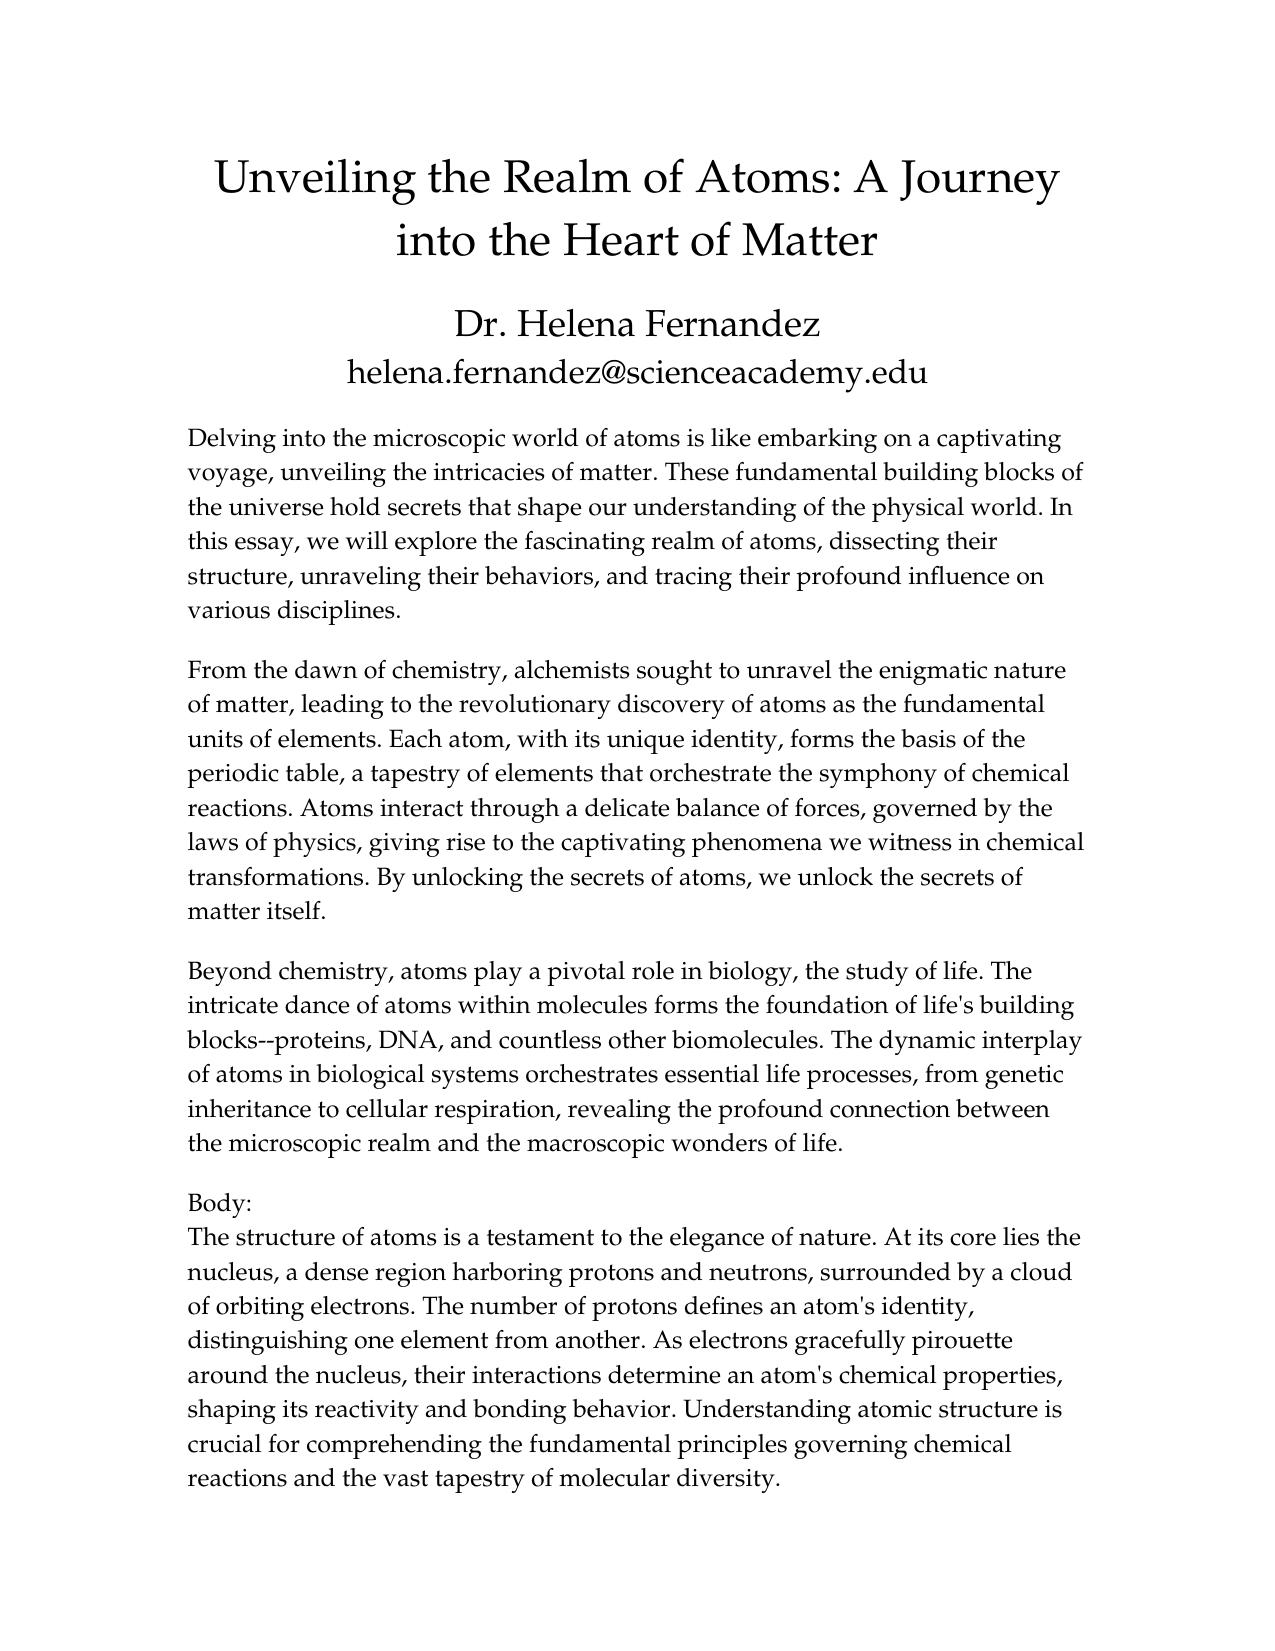 Unveiling the Realm of Atoms: A Journey
into the Heart of Matter
Dr. Helena Fernandez
helena.fernandez@scienceacademy.edu
Delving into the microscopic world of atoms is like embarking on a captivating
voyage, unveiling the intricacies of matter. These fundamental building blocks of
the universe hold secrets that shape our understanding of the physical world. In
this essay, we will explore the fascinating realm of atoms, dissecting their
structure, unraveling their behaviors, and tracing their profound influence on
various disciplines.
From the dawn of chemistry, alchemists sought to unravel the enigmatic nature
of matter, leading to the revolutionary discovery of atoms as the fundamental
units of elements. Each atom, with its unique identity, forms the basis of the
periodic table, a tapestry of elements that orchestrate the symphony of chemical
reactions. Atoms interact through a delicate balance of forces, governed by the
laws of physics, giving rise to the captivating phenomena we witness in chemical
transformations. By unlocking the secrets of atoms, we unlock the secrets of
matter itself.
Beyond chemistry, atoms play a pivotal role in biology, the study of life. The
intricate dance of atoms within molecules forms the foundation of life's building
blocks--proteins, DNA, and countless other biomolecules. The dynamic interplay
of atoms in biological systems orchestrates essential life processes, from genetic
inheritance to cellular respiration, revealing the profound connection between
the microscopic realm and the macroscopic wonders of life.
Body:
The structure of atoms is a testament to the elegance of nature. At its core lies the
nucleus, a dense region harboring protons and neutrons, surrounded by a cloud
of orbiting electrons. The number of protons defines an atom's identity,
distinguishing one element from another. As electrons gracefully pirouette
around the nucleus, their interactions determine an atom's chemical properties,
shaping its reactivity and bonding behavior. Understanding atomic structure is
crucial for comprehending the fundamental principles governing chemical
reactions and the vast tapestry of molecular diversity.